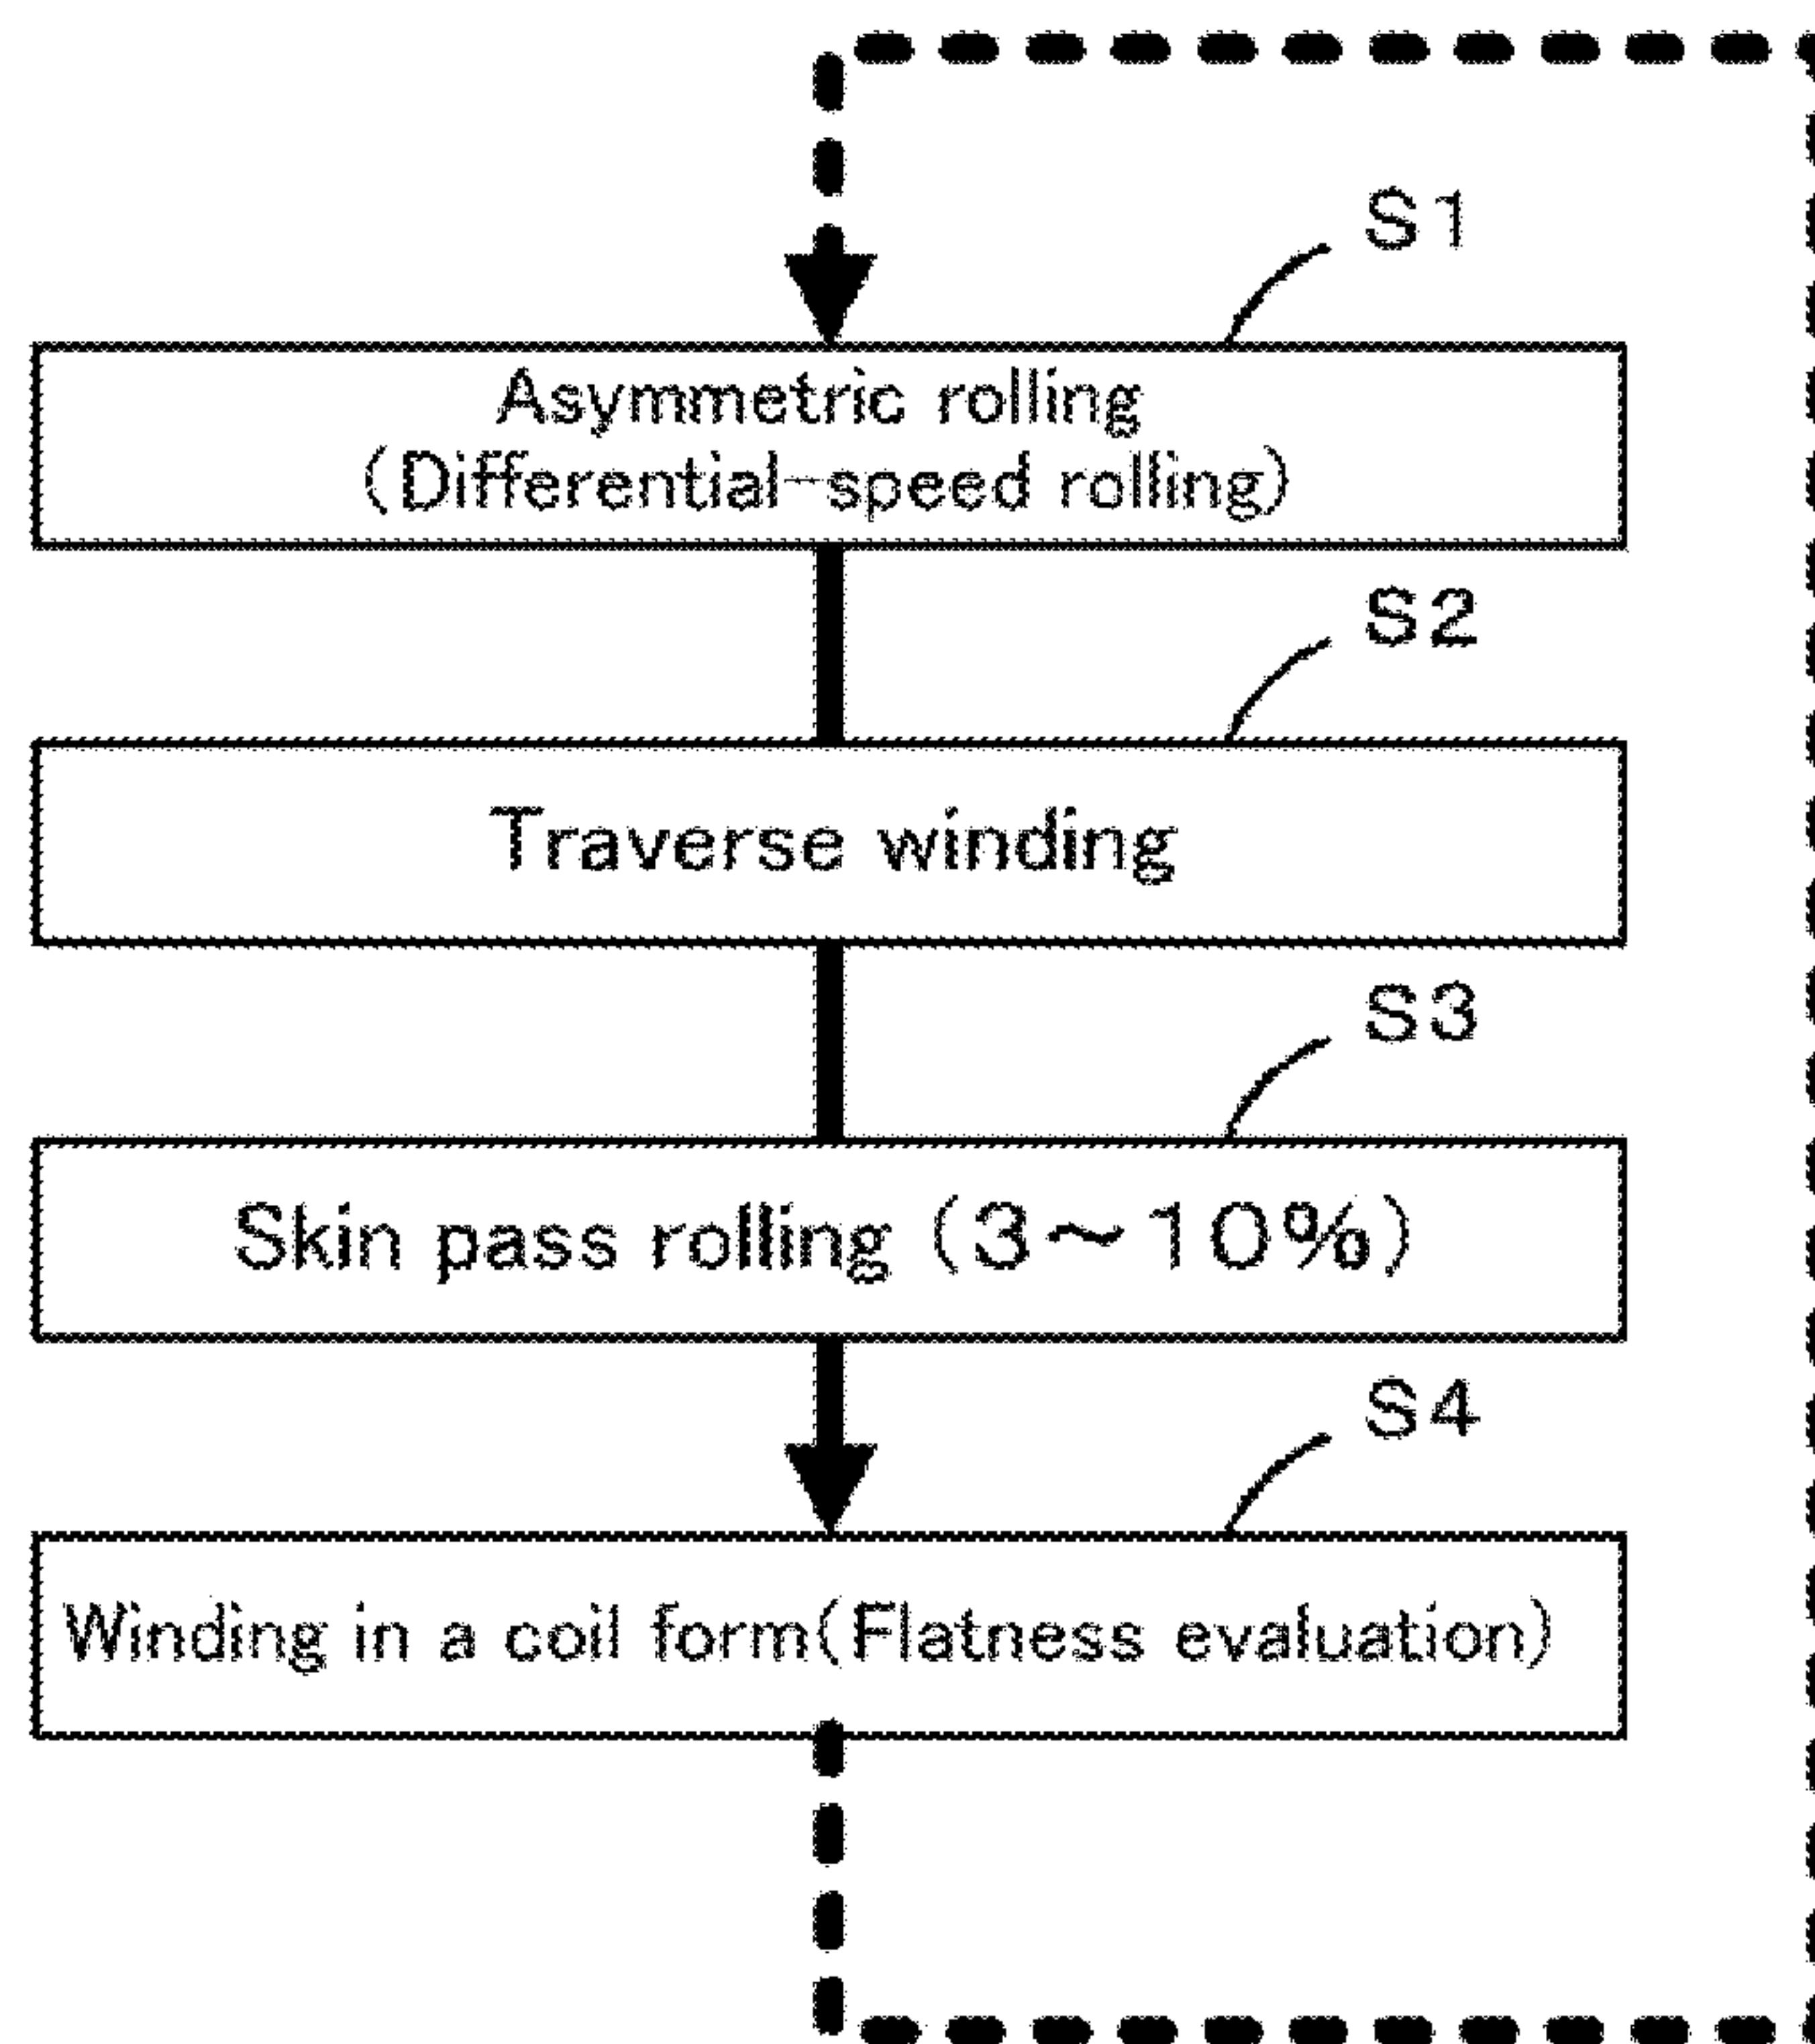 S1
Asymmetric rolling
(Differential-speed rolling)
S2
Traverse winding
S3
Skin pass rolling (3～10%)
S4
Winding in a coil form(Flatness evaluation)